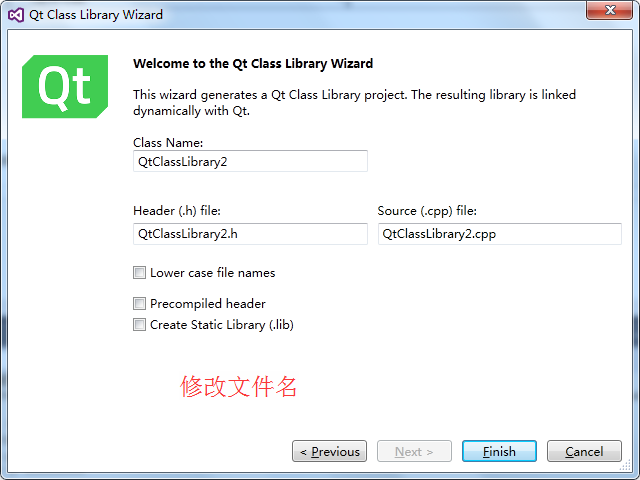 Qt Class Library Wizard
Qt
Welcome to the Qt Class Library Wizard
This wizard generates a Qt Class Library project. The resulting library is linked
dynamically with Qt.
Class Name:
QtClassLibrary2
Header (.h) file:
Source (.cpp) file:
QtClassLibrary2.h
QtClassLibrary2.cpp
Lower case file names
Precompiled header
Create Static Library (.lib)
修改文件名
< Previous
Next >
Finish
Cancel